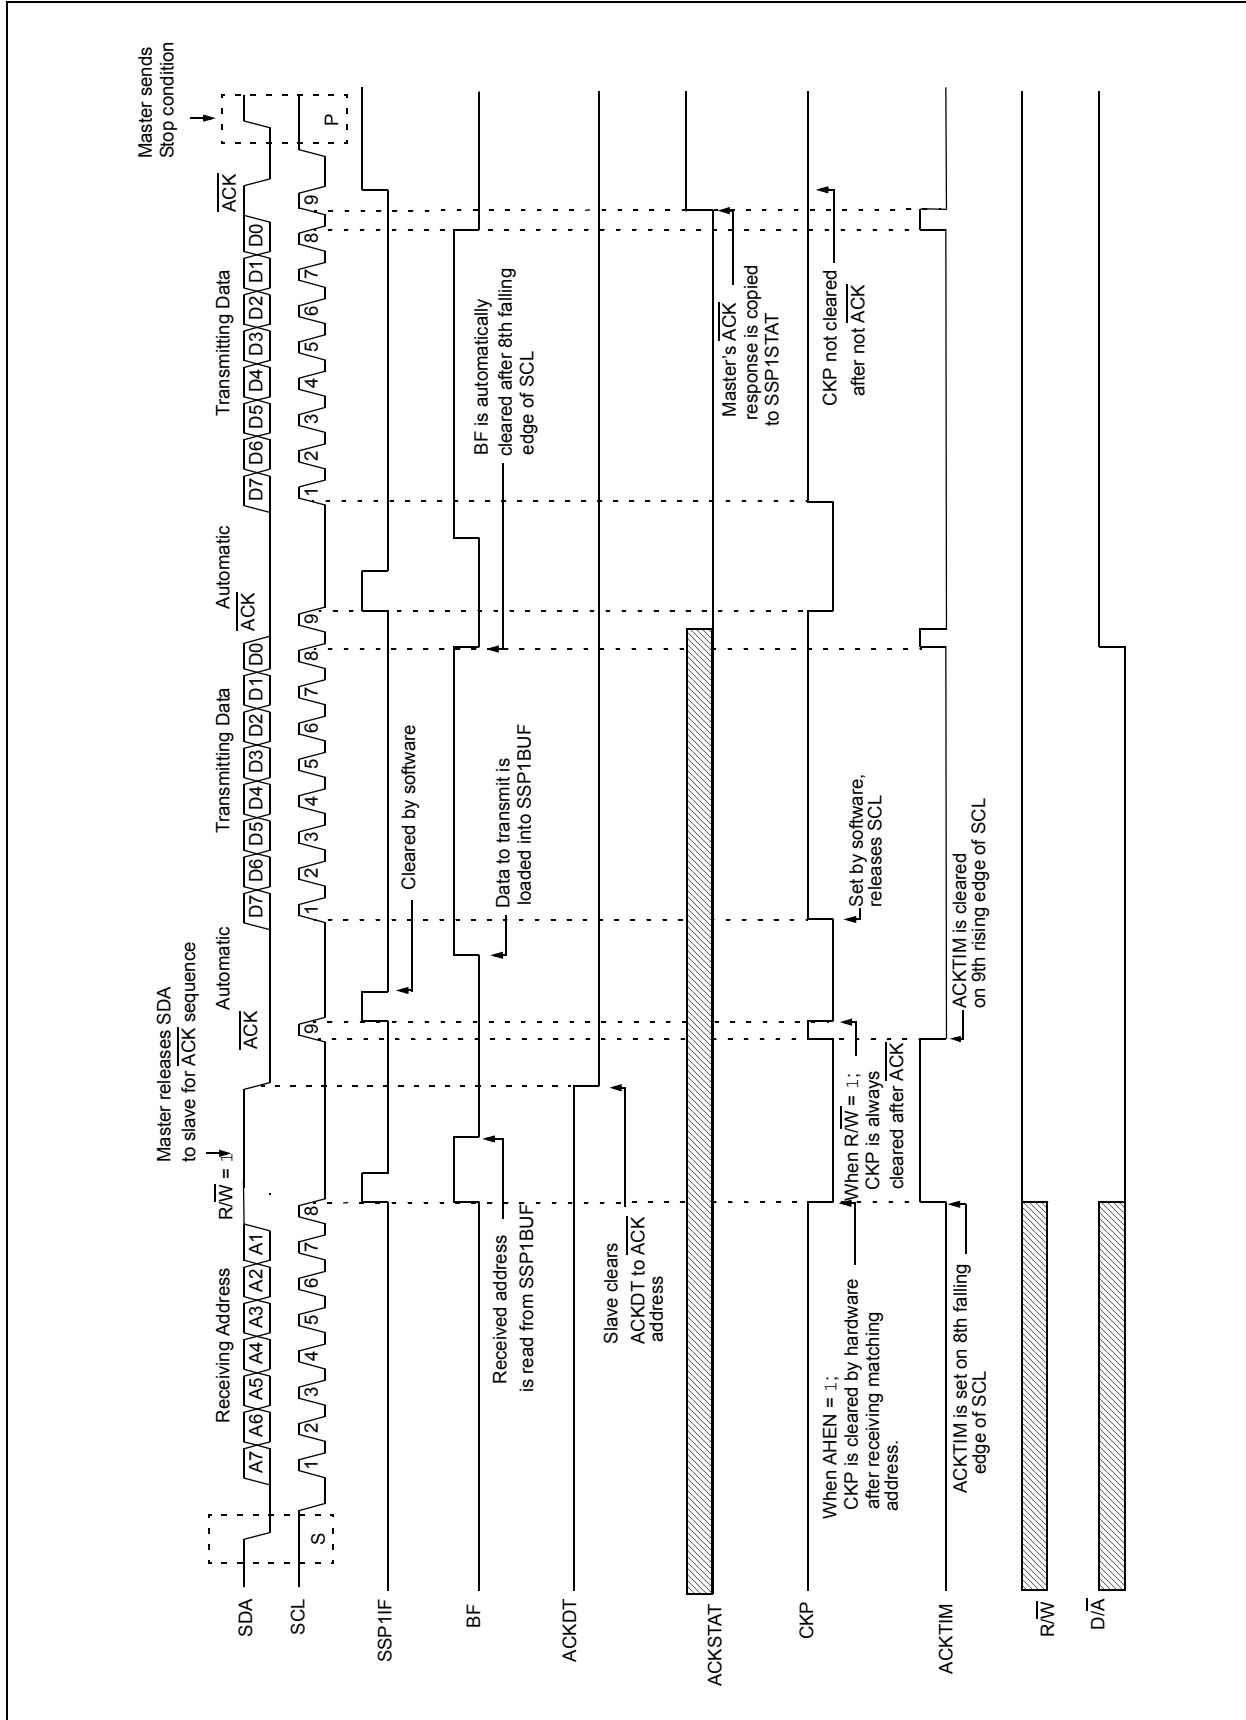 Master sends
Stop condition
Master releases SDA
to slave for ACK sequence
Receiving Address
R/W = 1
ACK
Automatic
Transmitting Data
ACK
Automatic
Transmitting Data
ACK
SDA
A7 A6 A5 A4 A3 A2 A1
D7 D6 D5 D4 D3 D2 D1 D0
D7 D6 D5 D4 D3 D2 D1 D0
SCL
S
1 2 3 4 5 6 7 8 9
1 2 3 4 5 6 7 8 9
1 2 3 4 5 6 7 8 9
P
SSP1IF
Cleared by software
BF
Received address
is read from SSP1BUF
Data to transmit is
loaded into SSP1BUF
BF is automatically
cleared after 8th falling
edge of SCL
ACKDT
Slave clears
ACKDT to ACK
address
ACKSTAT
Master's ACK
response is copied
to SSP1STAT
CKP
When AHEN = 1;
CKP is cleared by hardware
after receiving matching
address.
When R/W = 1;
CKP is always
cleared after ACK
Set by software,
releases SCL
CKP not cleared
after not ACK
ACKTIM
ACKTIM is set on 8th falling
edge of SCL
ACKTIM is cleared
on 9th rising edge of SCL
R/W
D/A